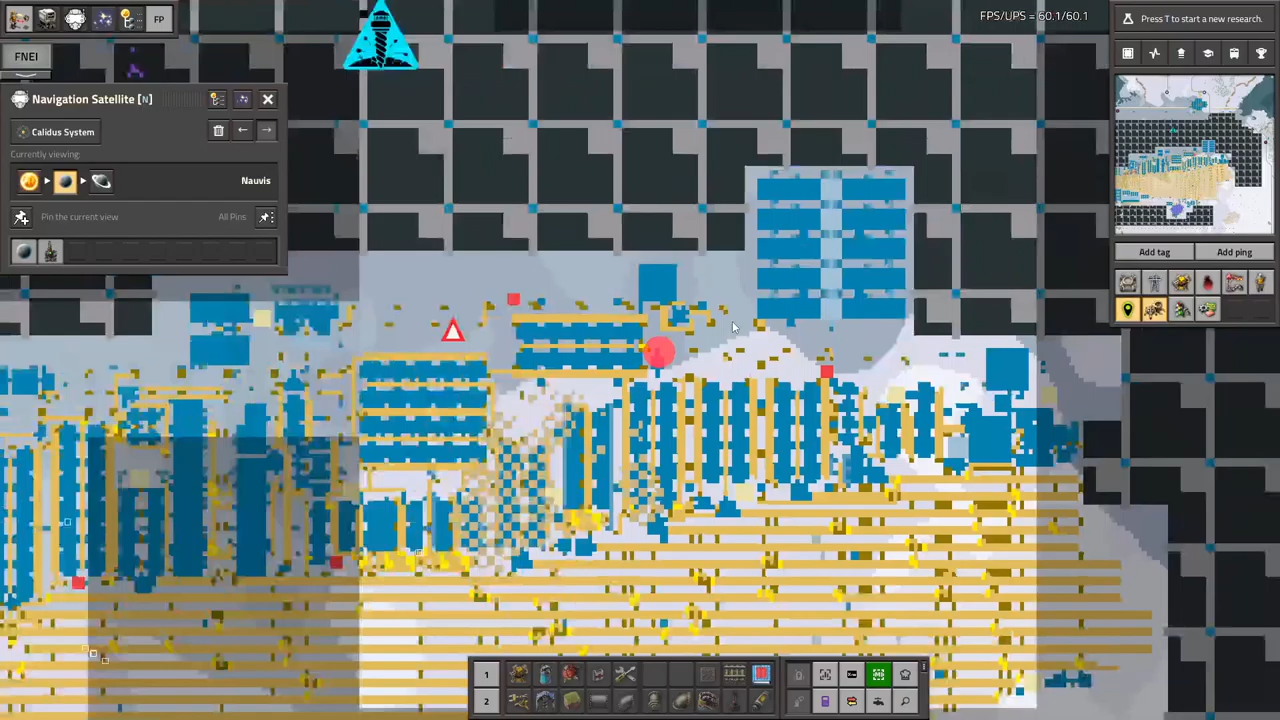 FP
FPS/UPS = 60.1/60.1
Press T to start a new research.
FNEI
Navigation Satellite [N]
Calidus System
Currently viewing:
Nauvis
Pin the current view
All Pins
Add tag
Add ping
1
2